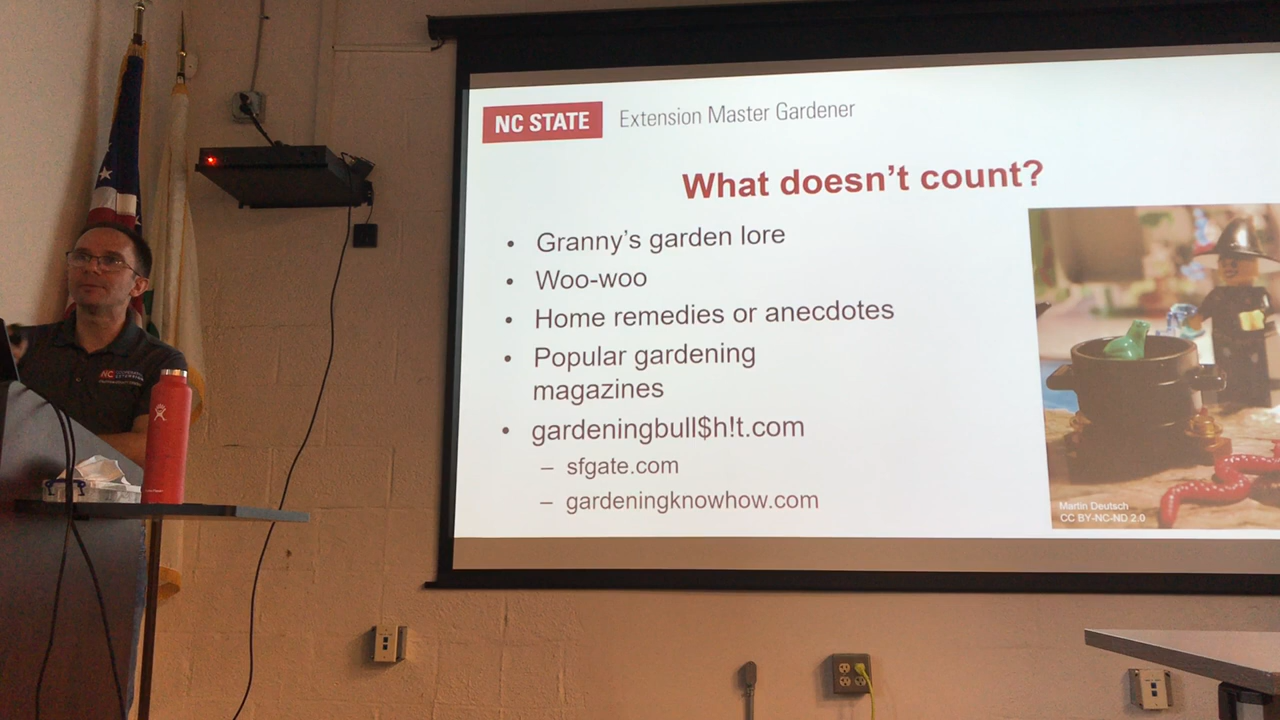 NC STATE Extension Master Gardener
What doesn't count?
• Granny's garden lore
• Woo-woo
• Home remedies or anecdotes
• Popular gardening
magazines
• gardeningbull$h!t.com
– sfgate.com
– gardeningknowhow.com
Martin Deutsch
CC BY-NC-ND 2.0
NC